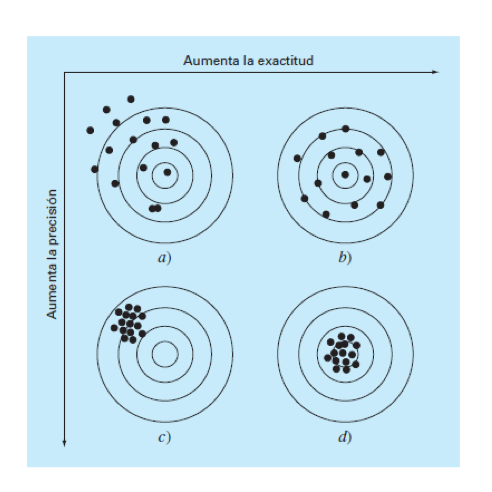 Aumenta la exactitud
Aumenta la precisión
a)
b)
c)
d)